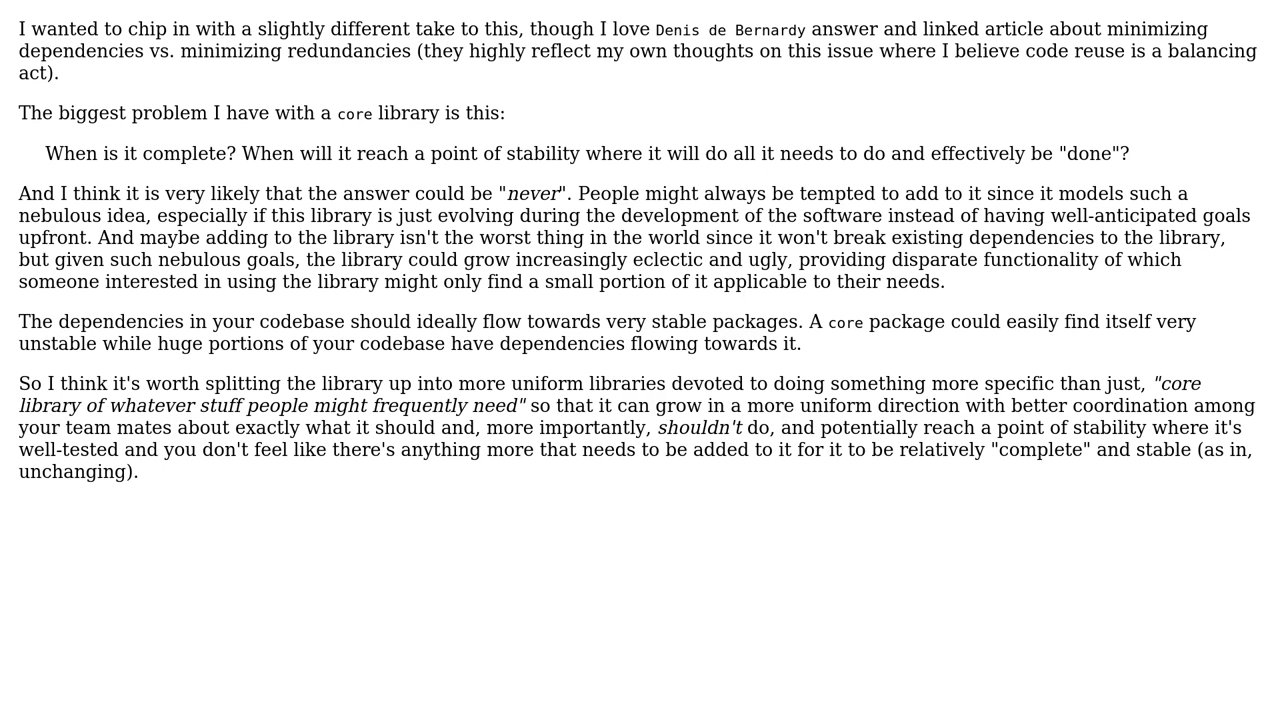 I wanted to chip in with a slightly different take to this, though I love Denis de Bernardy answer and linked article about minimizing
dependencies vs. minimizing redundancies (they highly reflect my own thoughts on this issue where I believe code reuse is a balancing
act).
The biggest problem I have with a core library is this:
When is it complete? When will it reach a point of stability where it will do all it needs to do and effectively be "done"?
And I think it is very likely that the answer could be "never". People might always be tempted to add to it since it models such a
nebulous idea, especially if this library is just evolving during the development of the software instead of having well-anticipated goals
upfront. And maybe adding to the library isn't the worst thing in the world since it won't break existing dependencies to the library,
but given such nebulous goals, the library could grow increasingly eclectic and ugly, providing disparate functionality of which
someone interested in using the library might only find a small portion of it applicable to their needs.
The dependencies in your codebase should ideally flow towards very stable packages. A core package could easily find itself very
unstable while huge portions of your codebase have dependencies flowing towards it.
So I think it's worth splitting the library up into more uniform libraries devoted to doing something more specific than just, "core
library of whatever stuff people might frequently need" so that it can grow in a more uniform direction with better coordination among
your team mates about exactly what it should and, more importantly, shouldn't do, and potentially reach a point of stability where it's
well-tested and you don't feel like there's anything more that needs to be added to it for it to be relatively "complete" and stable (as in,
unchanging).